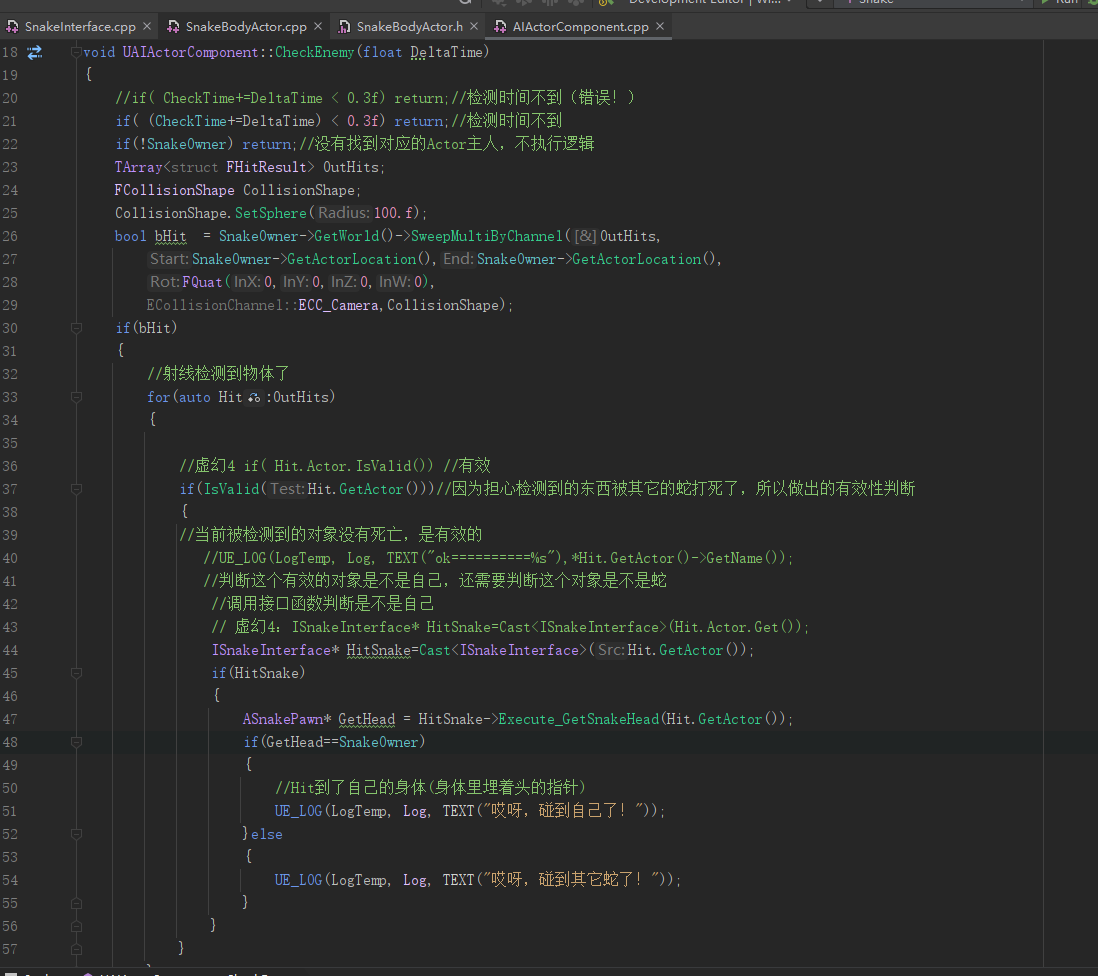 Development Editor | Wi...
Snake
Run
SnakeInterface.cpp × SnakeBodyActor.cpp × SnakeBodyActor.h × AIActorComponent.cpp ×
18 void UAIActorComponent::CheckEnemy(float DeltaTime)
19 {
20 //if( CheckTime+=DeltaTime < 0.3f) return;//检测时间不到（错误！）
21 if( (CheckTime+=DeltaTime) < 0.3f) return;//检测时间不到
22 if(!SnakeOwner) return;//没有找到对应的Actor主人，不执行逻辑
23 TArray<struct FHitResult> OutHits;
24 FCollisionShape CollisionShape;
25 CollisionShape.SetSphere(Radius:100.f);
26 bool bHit = SnakeOwner->GetWorld()->SweepMultiByChannel([&]OutHits,
27 Start:SnakeOwner->GetActorLocation(),End:SnakeOwner->GetActorLocation(),
28 Rot:FQuat(InX:0,InY:0,InZ:0,InW:0),
29 ECollisionChannel::ECC_Camera,CollisionShape);
30 if(bHit)
31 {
32 //射线检测到物体了
33 for(auto Hit :OutHits)
34 {
35
36 //虚幻4 if( Hit.Actor.IsValid()) //有效
37 if(IsValid(Test:Hit.GetActor()))//因为担心检测到的东西被其它的蛇打死了，所以做出的有效性判断
38 {
39 //当前被检测到的对象没有死亡，是有效的
40 //UE_LOG(LogTemp, Log, TEXT("ok==========%s"),*Hit.GetActor()->GetName());
41 //判断这个有效的对象是不是自己，还需要判断这个对象是不是蛇
42 //调用接口函数判断是不是自己
43 // 虚幻4：ISnakeInterface* HitSnake=Cast<ISnakeInterface>(Hit.Actor.Get());
44 ISnakeInterface* HitSnake=Cast<ISnakeInterface>(Src:Hit.GetActor());
45 if(HitSnake)
46 {
47 ASnakePawn* GetHead = HitSnake->Execute_GetSnakeHead(Hit.GetActor());
48 if(GetHead==SnakeOwner)
49 {
50 //Hit到了自己的身体(身体里埋着头的指针)
51 UE_LOG(LogTemp, Log, TEXT("哎呀，碰到自己了！"));
52 }else
53 {
54 UE_LOG(LogTemp, Log, TEXT("哎呀，碰到其它蛇了！"));
55 }
56 }
57 }